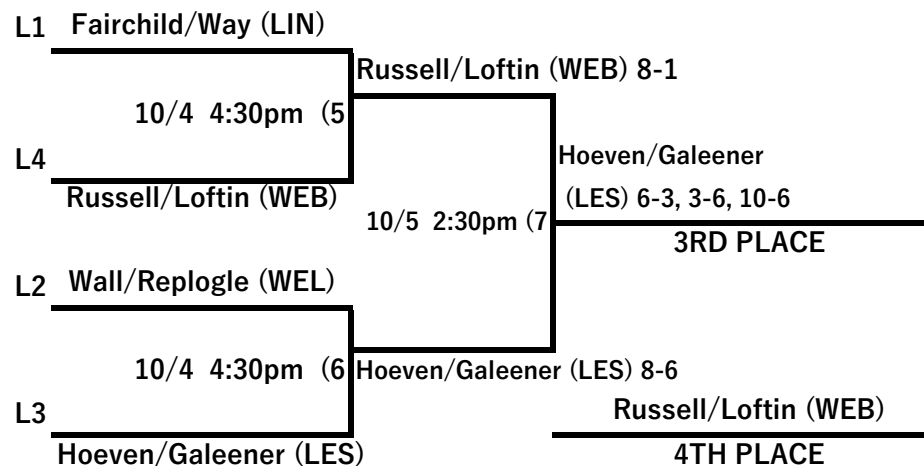 L1 Fairchild/Way (LIN)
Russell/Loftin (WEB) 8-1
10/4 4:30pm (5
L4
Russell/Loftin (WEB)
Hoeven/Galeener
(LES) 6-3, 3-6, 10-6
10/5 2:30pm (7
3RD PLACE
L2 Wall/Replogle (WEL)
10/4 4:30pm (6
Hoeven/Galeener (LES) 8-6
L3
Hoeven/Galeener (LES)
Russell/Loftin (WEB)
4TH PLACE